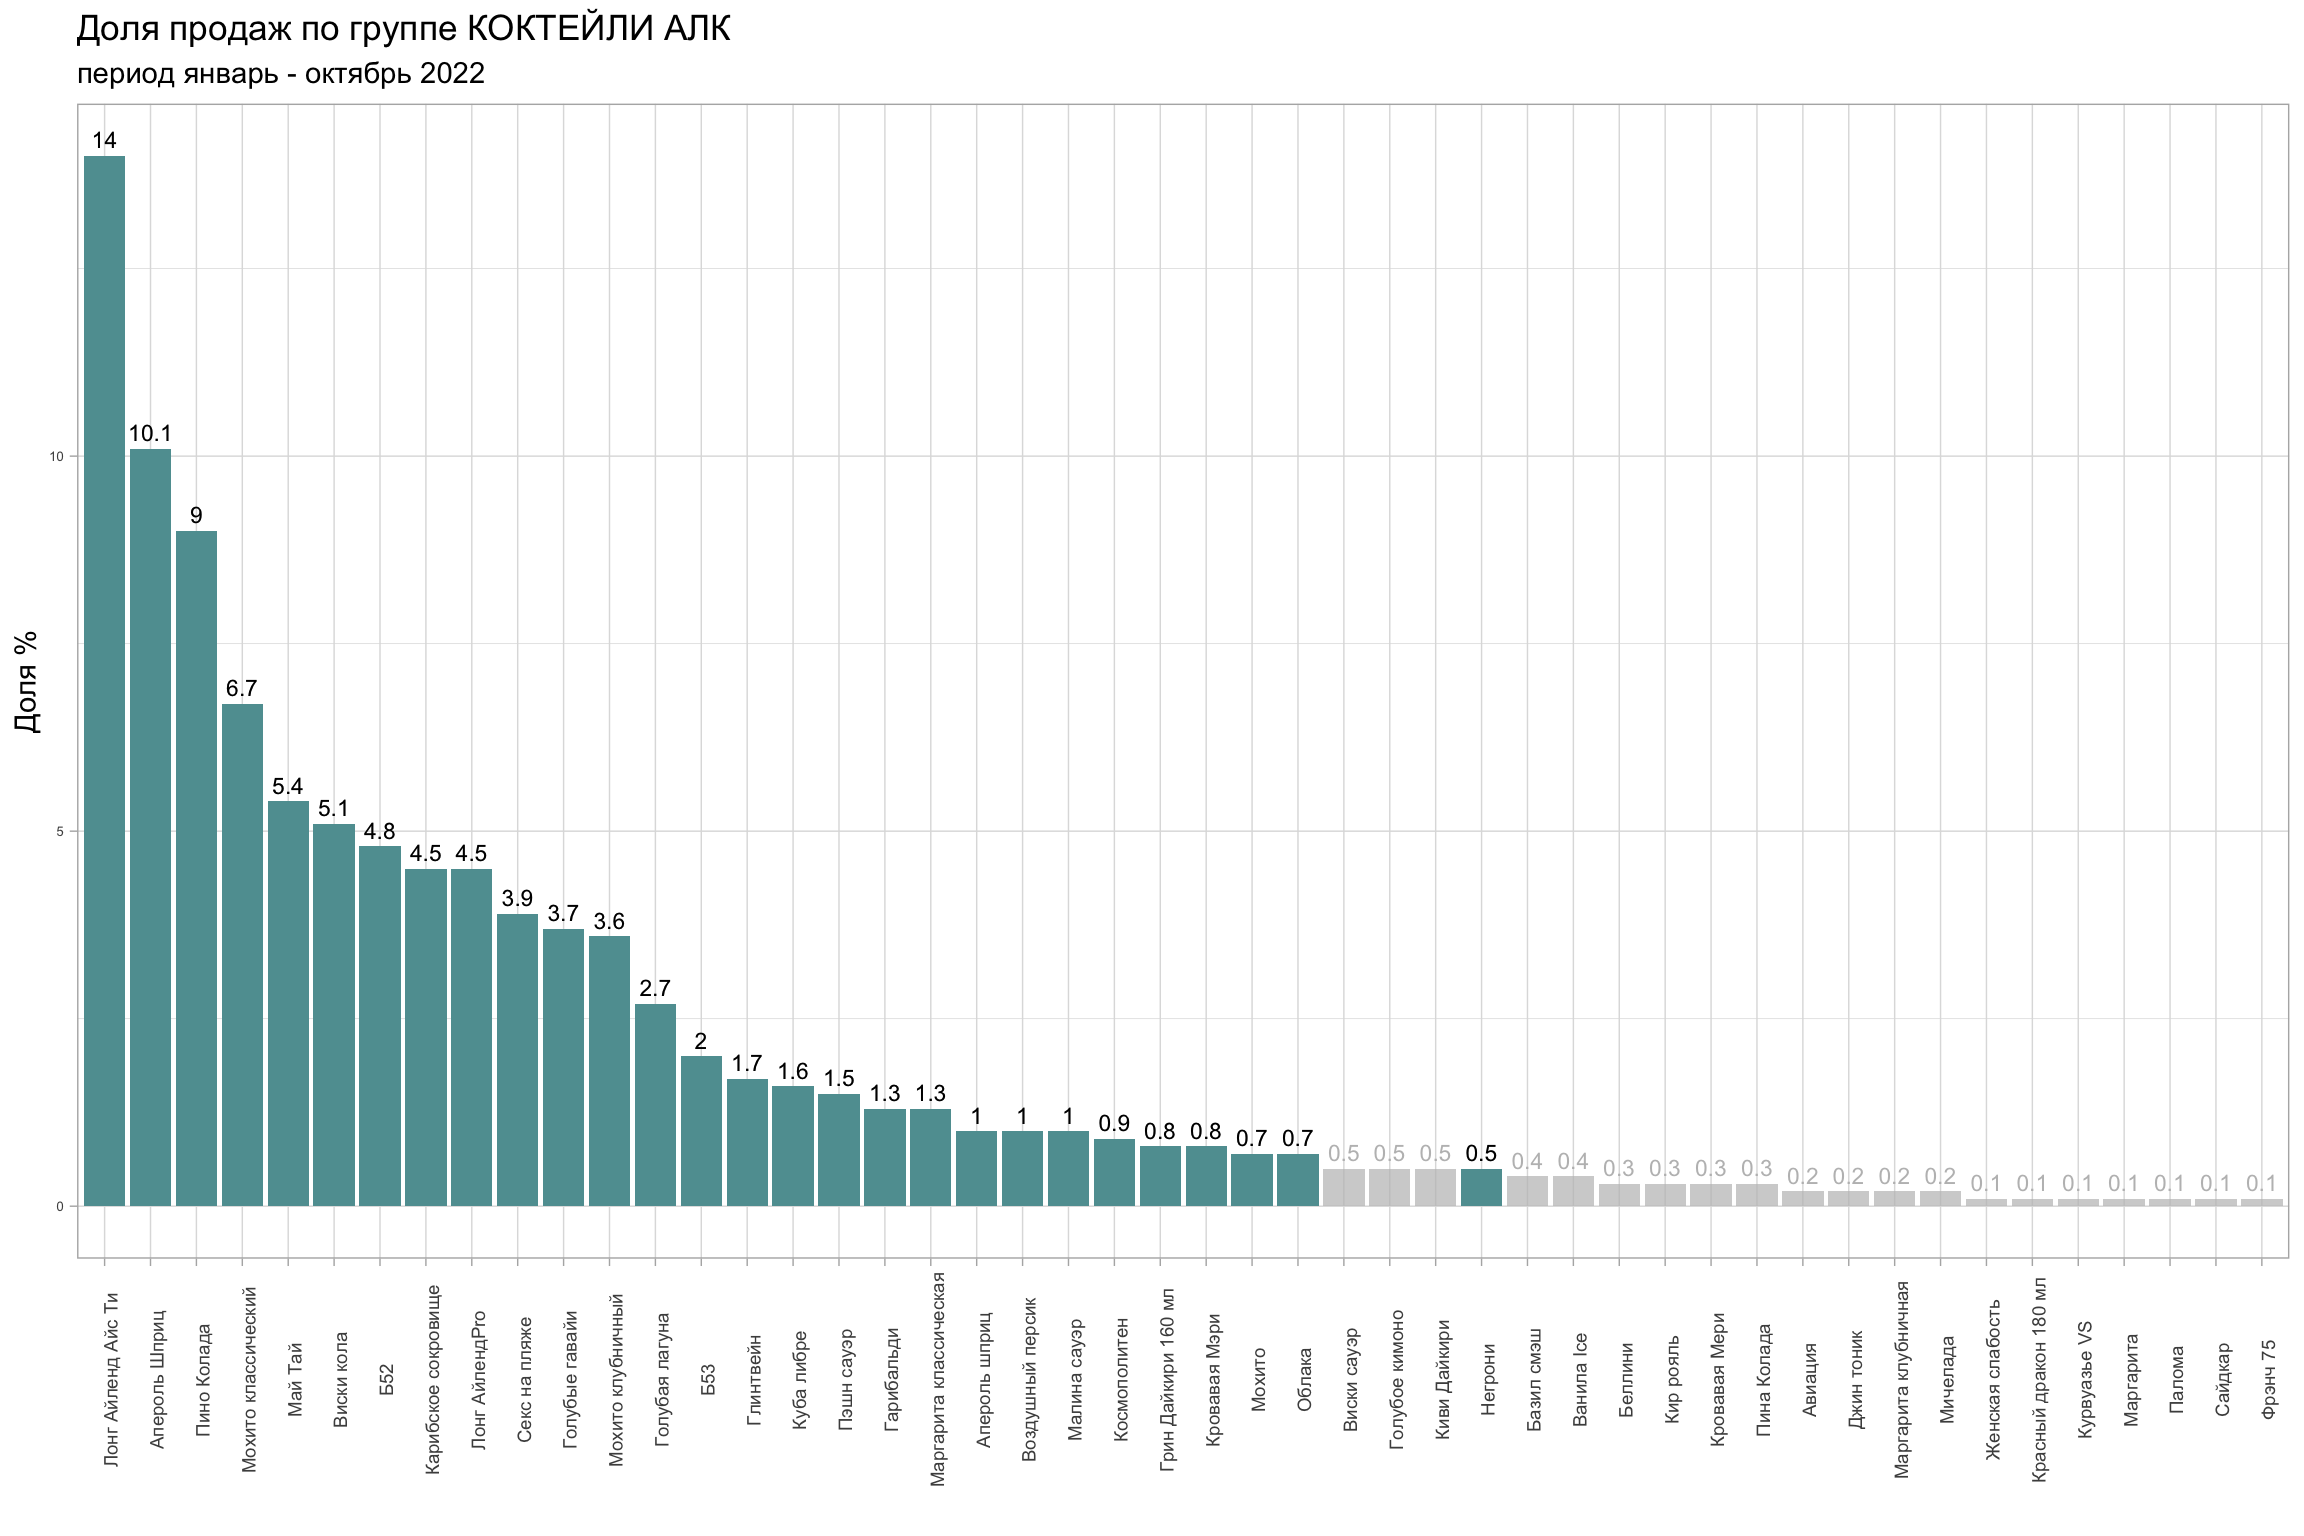 Доля продаж по группе КОКТЕЙЛИ АЛК
период январь - октябрь 2022
Доля %
10
5
0
14
10.1
9
6.7
5.4
5.1
4.8
4.5
4.5
3.9
3.7
3.6
2.7
2
1.7
1.6
1.5
1.3
1.3
1
1
1
0.9
0.8
0.8
0.7
0.7
0.5
0.5
0.5
0.5
0.4
0.4
0.3
0.3
0.3
0.3
0.2
0.2
0.2
0.2
0.1
0.1
0.1
0.1
0.1
0.1
0.1
Лонг Айленд Айс Ти
Апероль Шприц
Пино Колада
Мохито классический
Май Тай
Виски кола
Б52
Карибское сокровище
Лонг АйлендPro
Секс на пляже
Голубые гавайи
Мохито клубничный
Голубая лагуна
Б53
Глинтвейн
Куба либре
Пэшн сауэр
Гарибальди
Маргарита классическая
Апероль шприц
Воздушный персик
Малина сауэр
Космополитен
Грин Дайкири 160 мл
Кровавая Мэри
Мохито
Облака
Виски сауэр
Голубое кимоно
Киви Дайкири
Негрони
Базил смэш
Ванила Ice
Беллини
Кир рояль
Кровавая Мери
Пина Колада
Авиация
Джин тоник
Маргарита клубничная
Мичелада
Женская слабость
Красный дракон 180 мл
Курвуазье VS
Маргарита
Палома
Сайдкар
Фрэнч 75